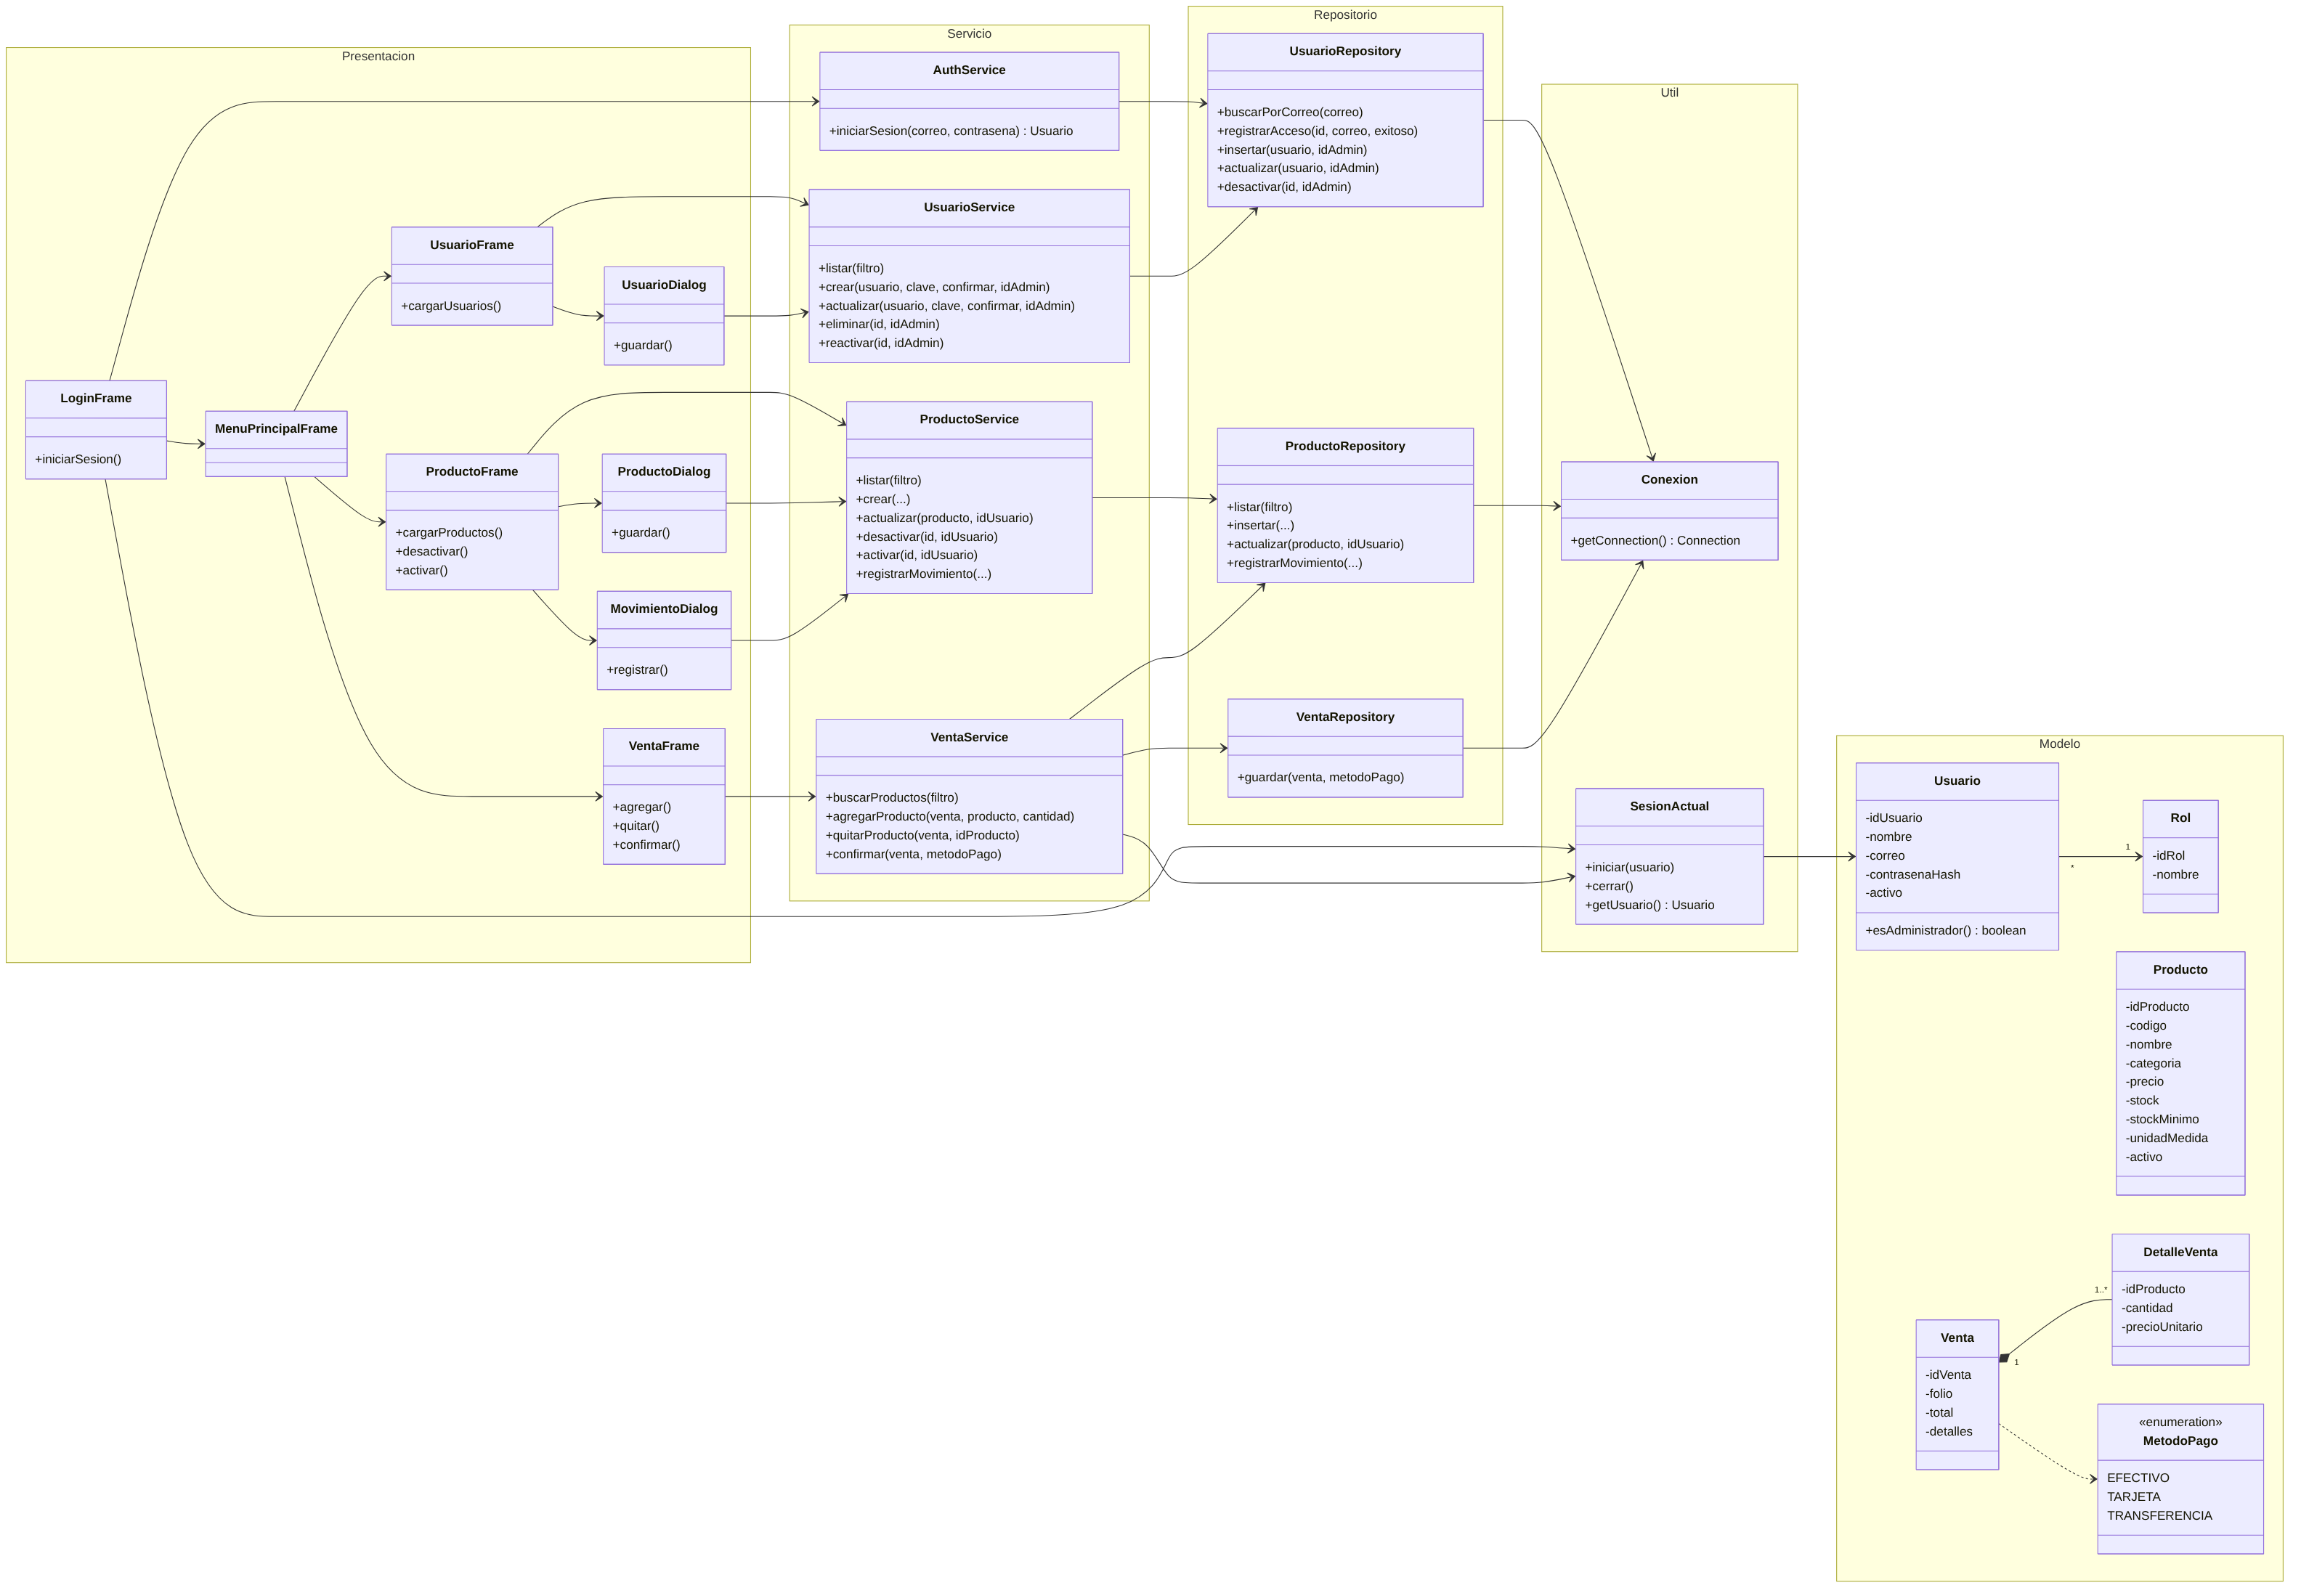 Presentacion
LoginFrame
+iniciarSesion()
MenuPrincipalFrame
UsuarioFrame
+cargarUsuarios()
UsuarioDialog
+guardar()
ProductoFrame
+cargarProductos()
+desactivar()
+activar()
ProductoDialog
+guardar()
MovimientoDialog
+registrar()
VentaFrame
+agregar()
+quitar()
+confirmar()
Servicio
AuthService
+iniciarSesion(correo, contrasena) : Usuario
UsuarioService
+listar(filtro)
+crear(usuario, clave, confirmar, idAdmin)
+actualizar(usuario, clave, confirmar, idAdmin)
+eliminar(id, idAdmin)
+reactivar(id, idAdmin)
ProductoService
+listar(filtro)
+crear(...)
+actualizar(producto, idUsuario)
+desactivar(id, idUsuario)
+activar(id, idUsuario)
+registrarMovimiento(...)
VentaService
+buscarProductos(filtro)
+agregarProducto(venta, producto, cantidad)
+quitarProducto(venta, idProducto)
+confirmar(venta, metodoPago)
Repositorio
UsuarioRepository
+buscarPorCorreo(correo)
+registrarAcceso(id, correo, exitoso)
+insertar(usuario, idAdmin)
+actualizar(usuario, idAdmin)
+desactivar(id, idAdmin)
ProductoRepository
+listar(filtro)
+insertar(...)
+actualizar(producto, idUsuario)
+registrarMovimiento(...)
VentaRepository
+guardar(venta, metodoPago)
Util
Conexion
+getConnection() : Connection
SesionActual
+iniciar(usuario)
+cerrar()
+getUsuario() : Usuario
Modelo
Usuario
-idUsuario
-nombre
-correo
-contrasenaHash
-activo
+esAdministrador() : boolean
*
1
Rol
-idRol
-nombre
Producto
-idProducto
-codigo
-nombre
-categoria
-precio
-stock
-stockMinimo
-unidadMedida
-activo
DetalleVenta
-idProducto
-cantidad
-precioUnitario
1..*
1
Venta
-idVenta
-folio
-total
-detalles
«enumeration»
MetodoPago
EFECTIVO
TARJETA
TRANSFERENCIA